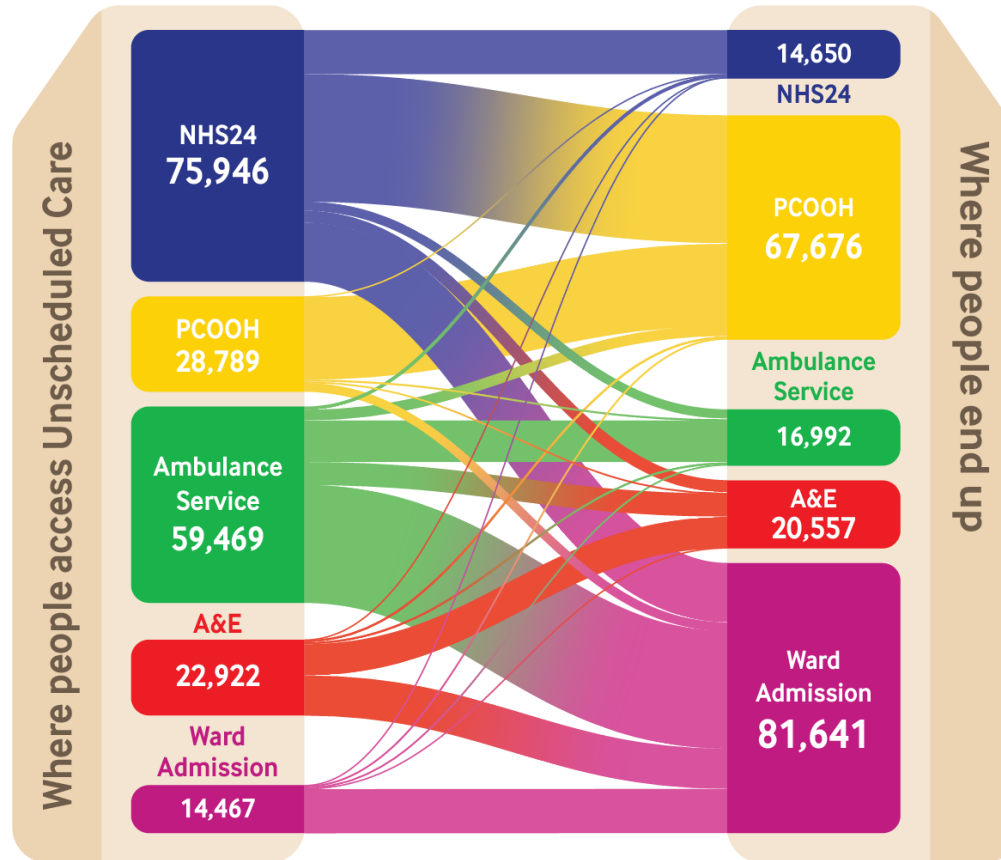 Where people access Unscheduled Care
NHS24
75,946
PCOOH
28,789
Ambulance
Service
59,469
A&E
22,922
Ward
Admission
14,467
14,650
NHS24
PCOOH
67,676
Ambulance
Service
16,992
A&E
20,557
Ward
Admission
81,641
Where people end up